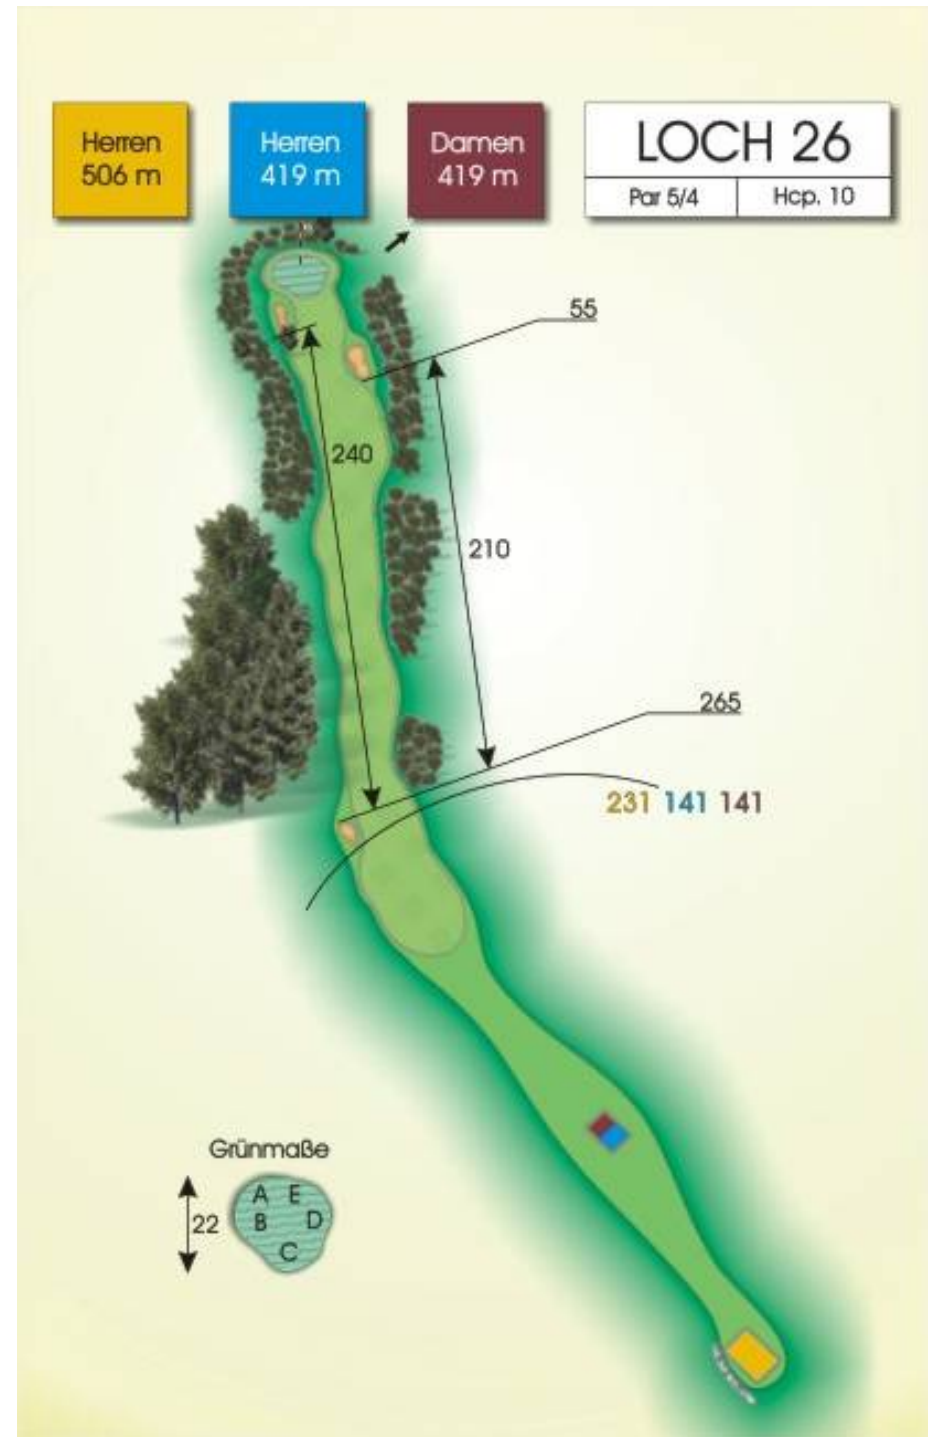 Herren
506 m
Herren
419 m
Damen
419 m
LOCH 26
Par 5/4
Hcp. 10
55
240
210
265
231 141 141
Grünmaße
22
A E
B D
C